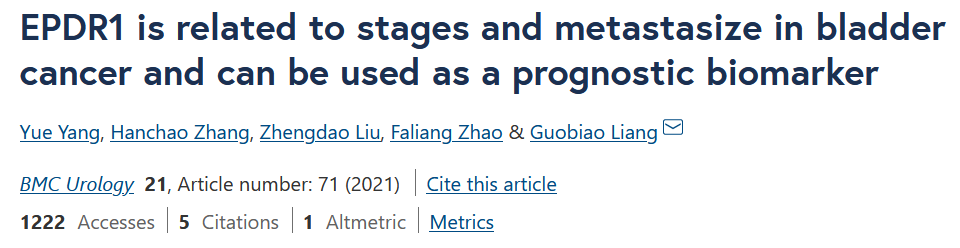 EPDR1 is related to stages and metastasize in bladder
cancer and can be used as a prognostic biomarker
Yue Yang, Hanchao Zhang, Zhengdao Liu, Faliang Zhao & Guobiao Liang
BMC Urology 21, Article number: 71 (2021) Cite this article
1222 Accesses 5 Citations 1 Altmetric Metrics